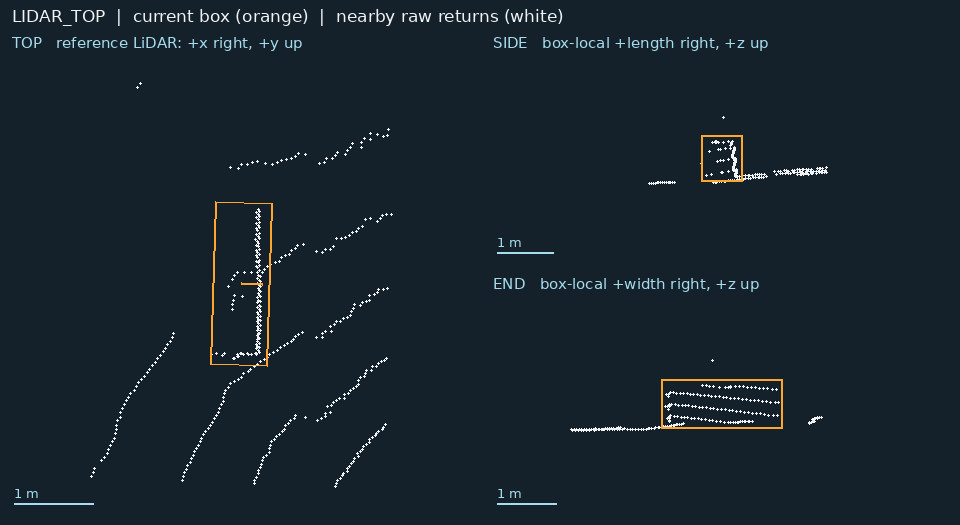 LIDAR_TOP  |  current box (orange)  |  nearby raw returns (white)
TOP   reference LiDAR: +x right, +y up
SIDE   box-local +length right, +z up
1 m
END   box-local +width right, +z up
1 m
1 m